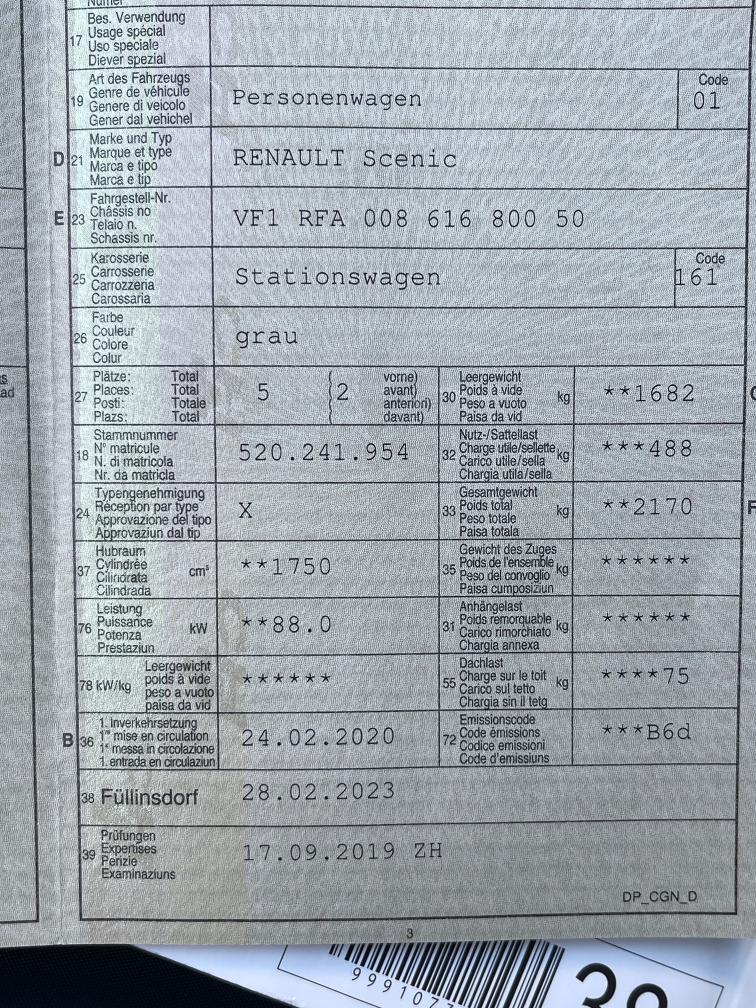 Numer
17 Bes. Verwendung
Usage spécial
Uso speciale
Diever spezial
19 Art des Fahrzeugs
Genre de véhicule
Genere di veicolo
Gener dal vehichel
Personenwagen
Code
01
D 21 Marke und Typ
Marque et type
Marca e tipo
Marca e tip
RENAULT Scenic
E 23 Fahrgestell-Nr.
Châssis no
Telaio n.
Schassis nr.
VF1 RFA 008 616 800 50
25 Karosserie
Carrosserie
Carrozzeria
Carossaria
Stationswagen
Code
161
26 Farbe
Couleur
Colore
Colur
grau
27 Plätze: Total
Places: Total
Posti: Totale
Plazs: Total
5 (2 vorne)
avant)
anteriori)
davant)
30 Leergewicht
Poids à vide
Peso a vuoto
Paisa da vid
kg **1682
18 Stammnummer
N° matricule
N. di matricola
Nr. da matricla
520.241.954
32 Nutz-/Sattellast
Charge utile/sellette
Carico utile/sella
Chargia utila/sella
kg ***488
24 Typengenehmigung
Réception par type
Approvazione del tipo
Approvaziun dal tip
X
33 Gesamtgewicht
Poids total
Peso totale
Paisa totala
kg **2170
37 Hubraum
Cylindrée
Cilindrata
Cilindrada
cm³ **1750
35 Gewicht des Zuges
Poids de l'ensemble
Peso del convoglio
Paisa cumposiziun
kg ******
76 Leistung
Puissance
Potenza
Prestaziun
kW **88.0
31 Anhängelast
Poids remorquable
Carico rimorchiato
Chargia annexa
kg ******
78 kW/kg Leergewicht
poids à vide
peso a vuoto
paisa da vid
******
55 Dachlast
Charge sur le toit
Carico sul tetto
Chargia sin il tetg
kg ****75
B 36 1. Inverkehrsetzung
1re mise en circulation
1a messa in circolazione
1. entrada en circulaziun
24.02.2020
72 Emissionscode
Code émissions
Codice emissioni
Code d'emissiuns
***B6d
38 Füllinsdorf 28.02.2023
39 Prüfungen
Expertises
Perizie
Examinaziuns
17.09.2019 ZH
DP_CGN_D
3